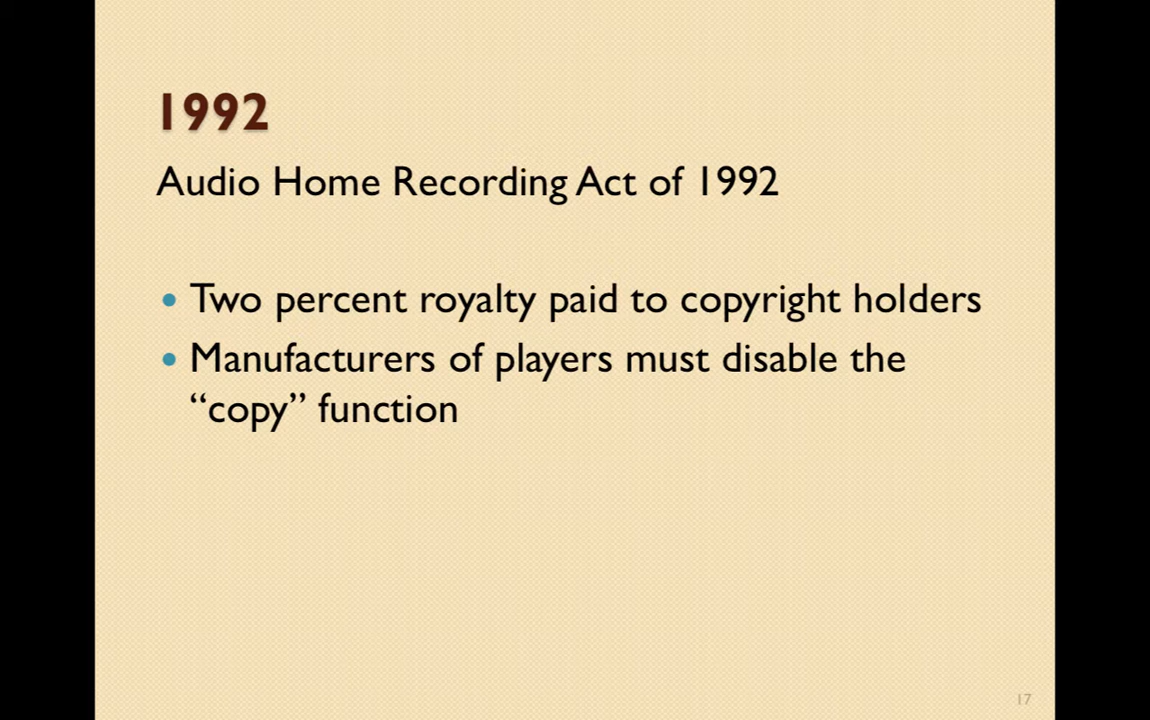 1992
Audio Home Recording Act of 1992
• Two percent royalty paid to copyright holders
• Manufacturers of players must disable the
“copy” function
17